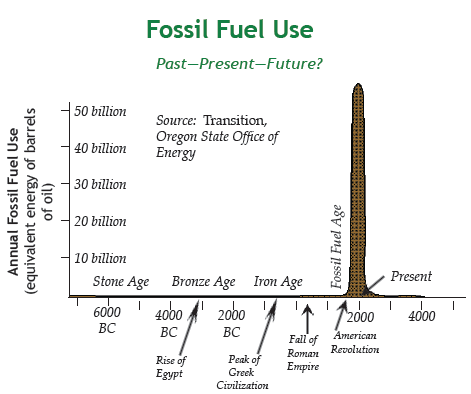 Fossil Fuel Use
Past—Present—Future?
Annual Fossil Fuel Use
(equivalent energy of barrels
of oil)
50 billion
40 billion
30 billion
20 billion
10 billion
Source: Transition,
Oregon State Office of
Energy
Fossil Fuel Age
Stone Age
Bronze Age
Iron Age
Present
6000
BC
4000
BC
2000
BC
2000
4000
Rise of
Egypt
Peak of
Greek
Civilization
Fall of
Roman
Empire
American
Revolution